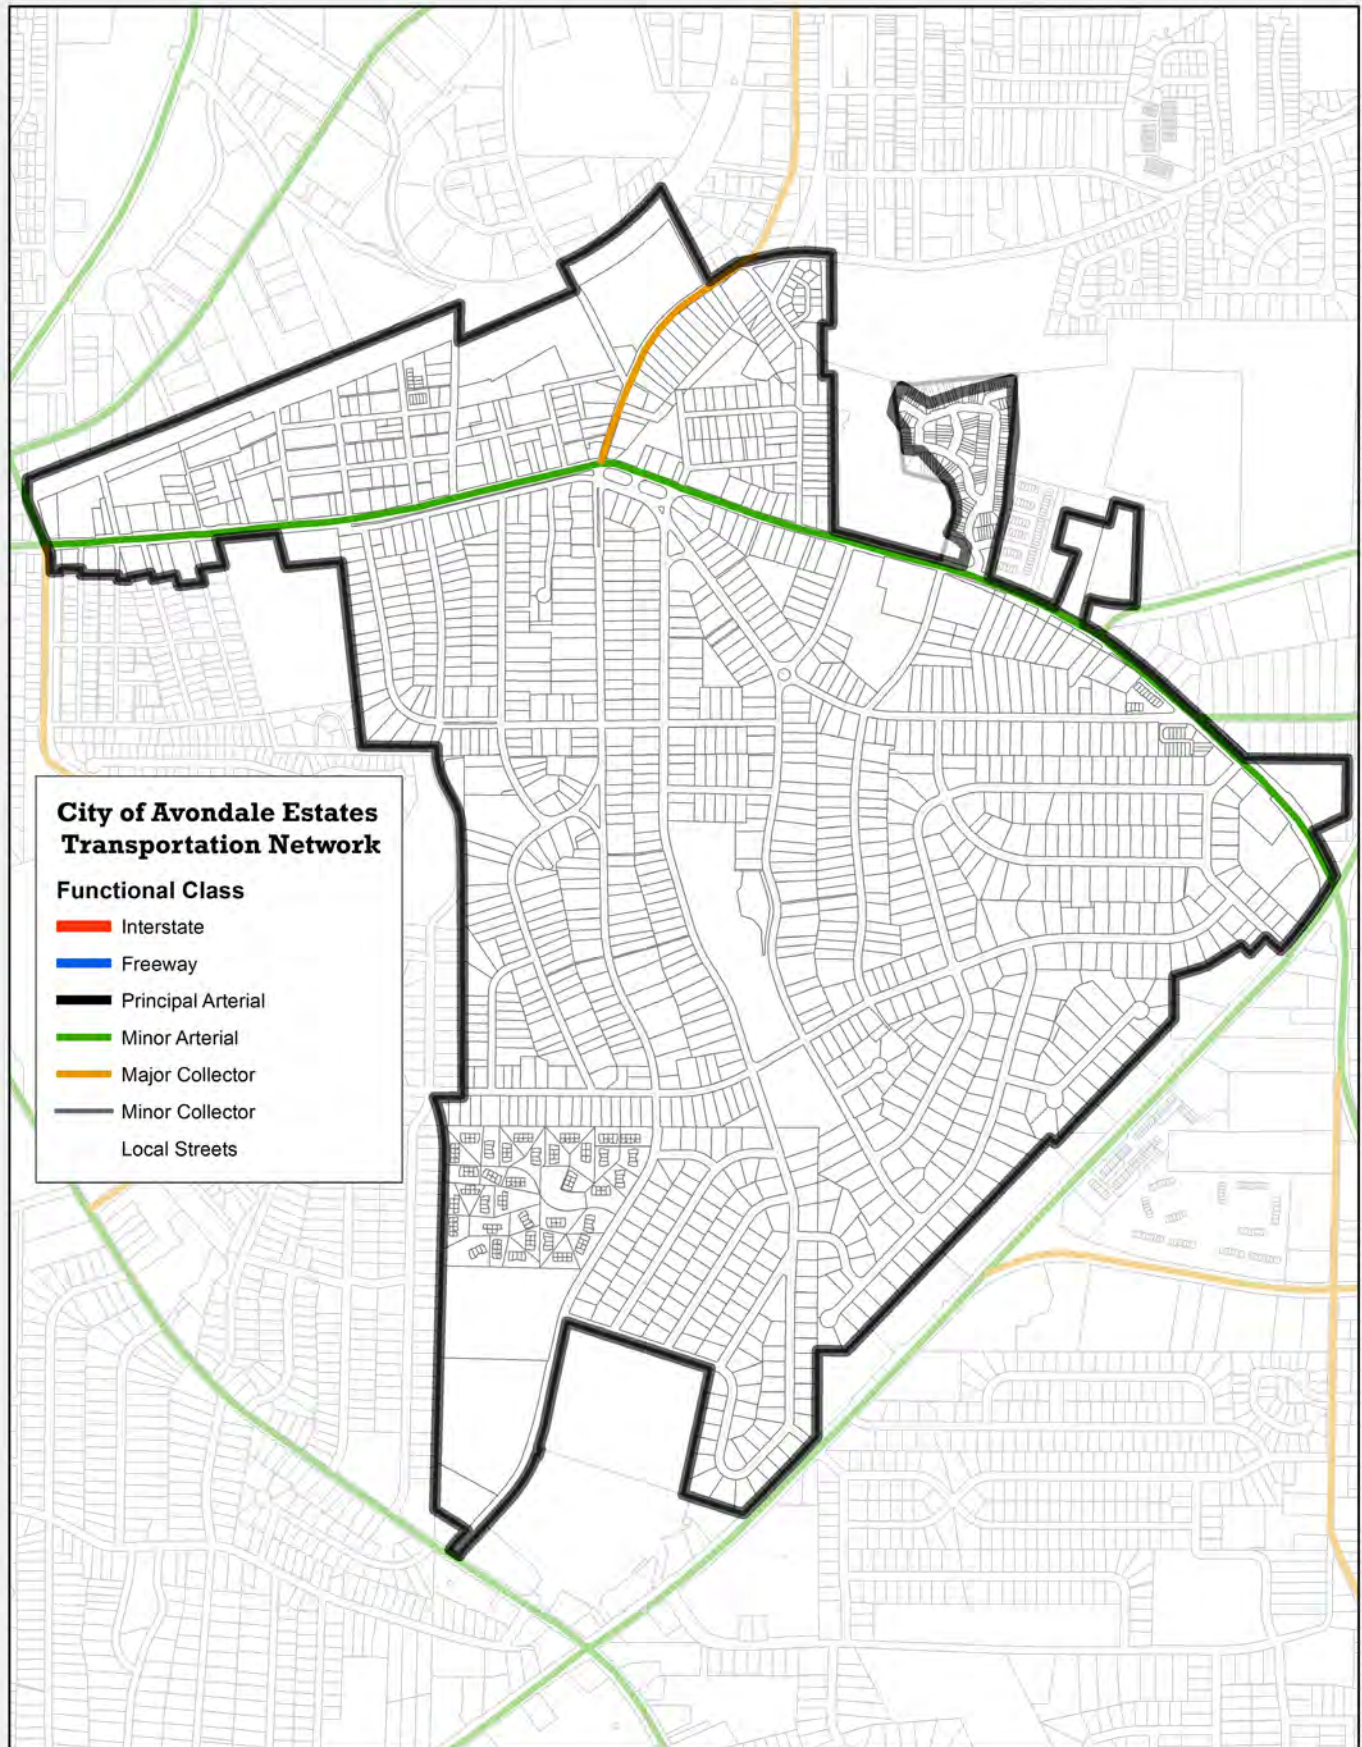 City of Avondale Estates
Transportation Network
Functional Class
Interstate
Freeway
Principal Arterial
Minor Arterial
Major Collector
Minor Collector
Local Streets